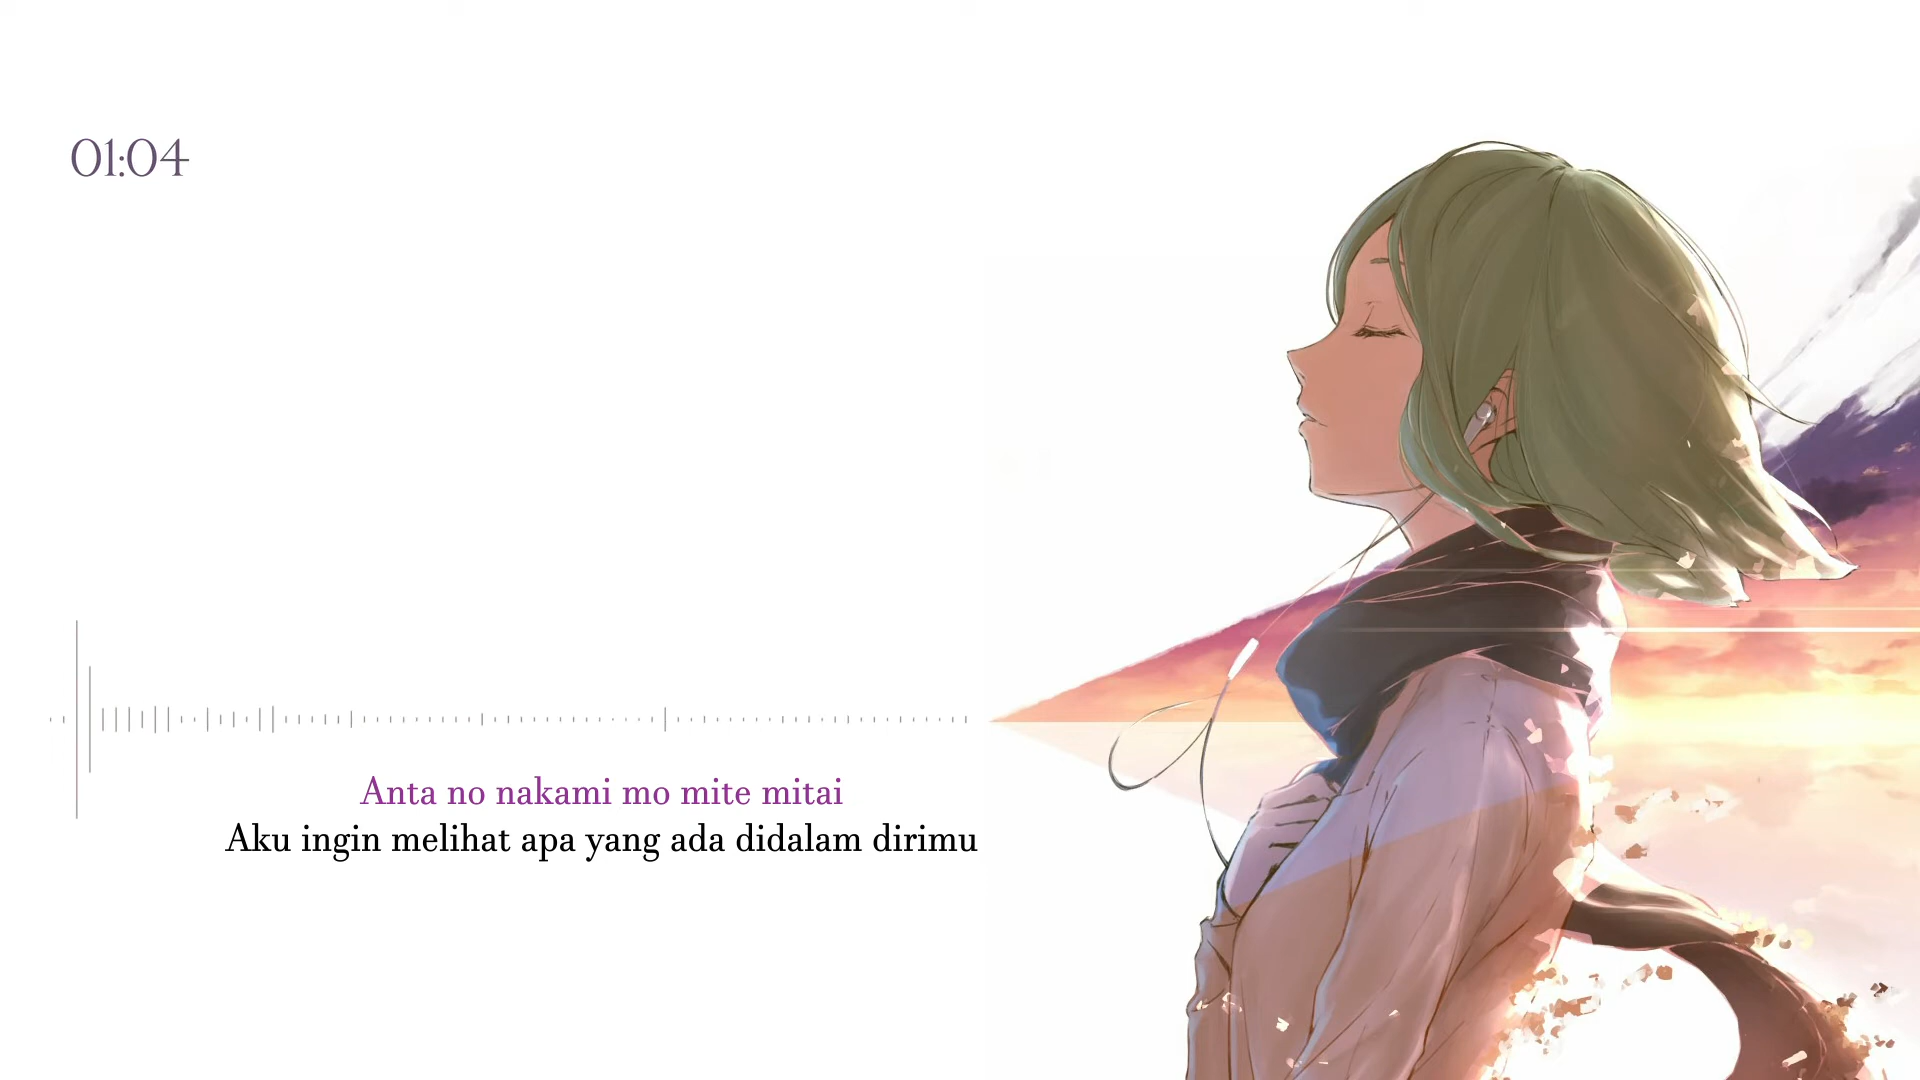 01:04
Anta no nakami mo mite mitai
Aku ingin melihat apa yang ada didalam dirimu